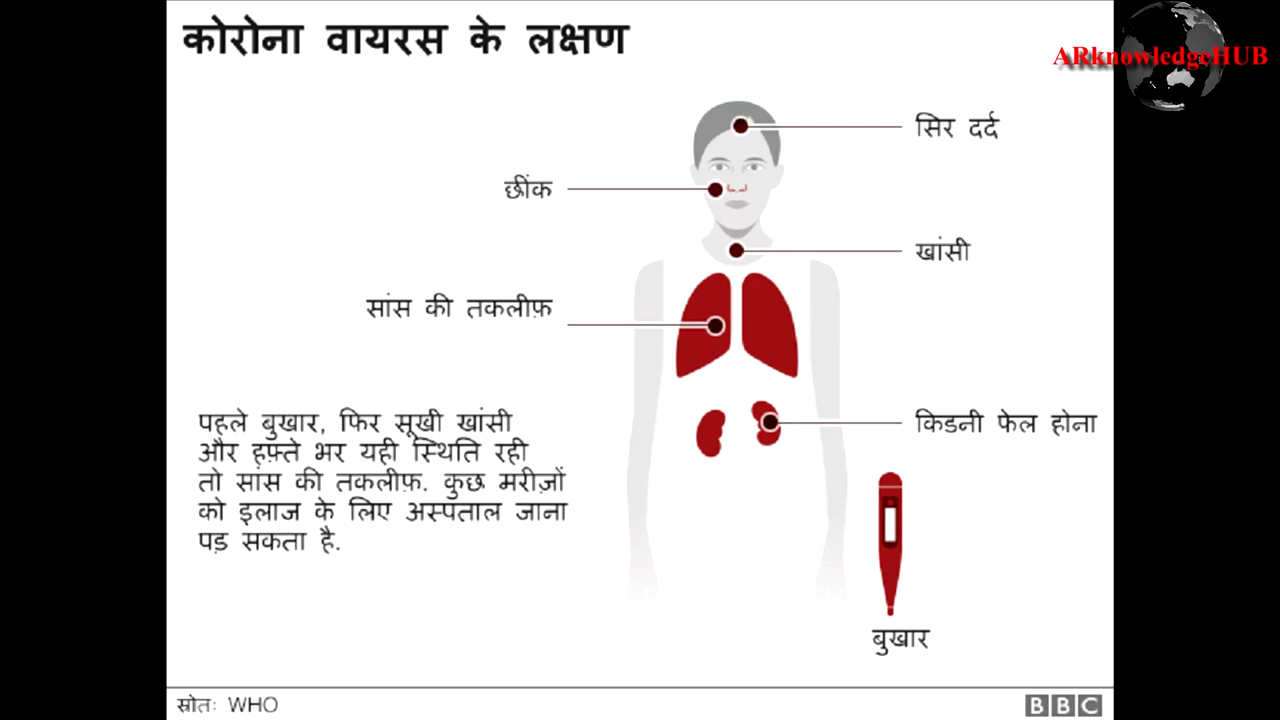 कोरोना वायरस के लक्षण
ARknowledgeHUB
सिर दर्द
छींक
खांसी
सांस की तकलीफ़
किडनी फेल होना
पहले बुखार, फिर सूखी खांसी
और हफ़्ते भर यही स्थिति रही
तो सांस की तकलीफ़. कुछ मरीज़ों
को इलाज के लिए अस्पताल जाना
पड़ सकता है.
बुखार
स्रोतः WHO
BBC